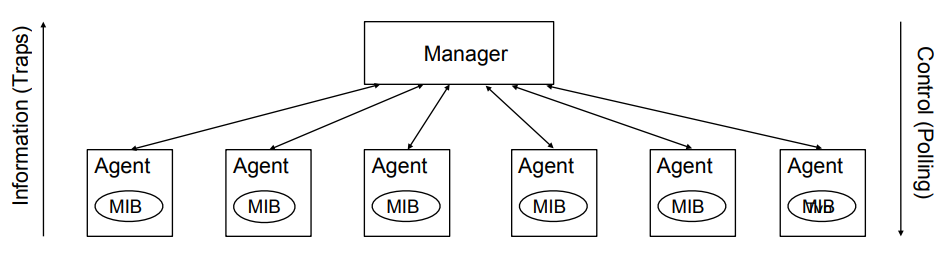 Information (Traps)
Manager
Control (Polling)
Agent
MIB
Agent
MIB
Agent
MIB
Agent
MIB
Agent
MIB
Agent
MIB